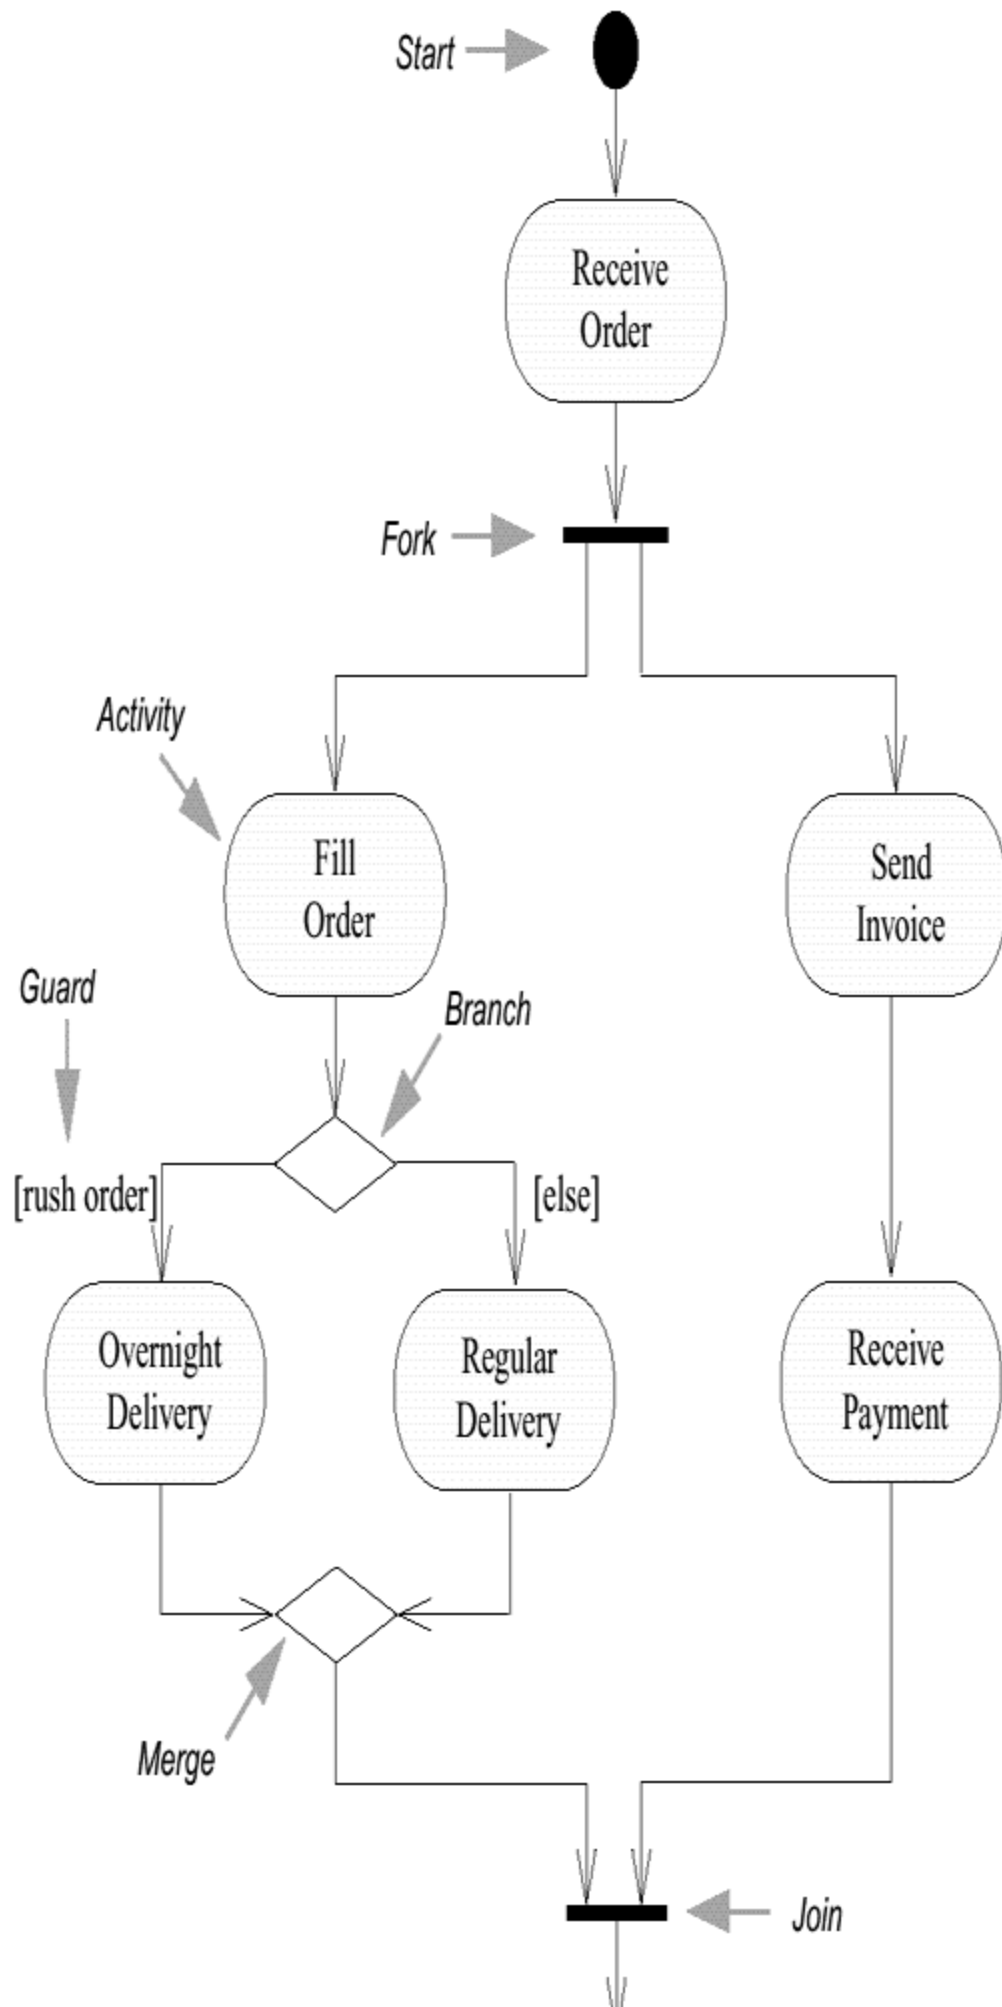 Start
Receive
Order
Fork
Activity
Fill
Order
Send
Invoice
Guard
Branch
[rush order]
[else]
Overnight
Delivery
Regular
Delivery
Receive
Payment
Merge
Join